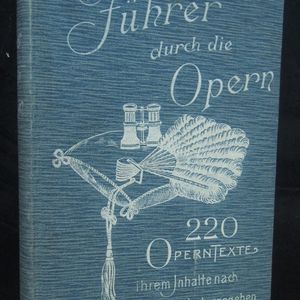 Führer
durch die
Opern
220
OpernTexte
ihrem Inhalte nach